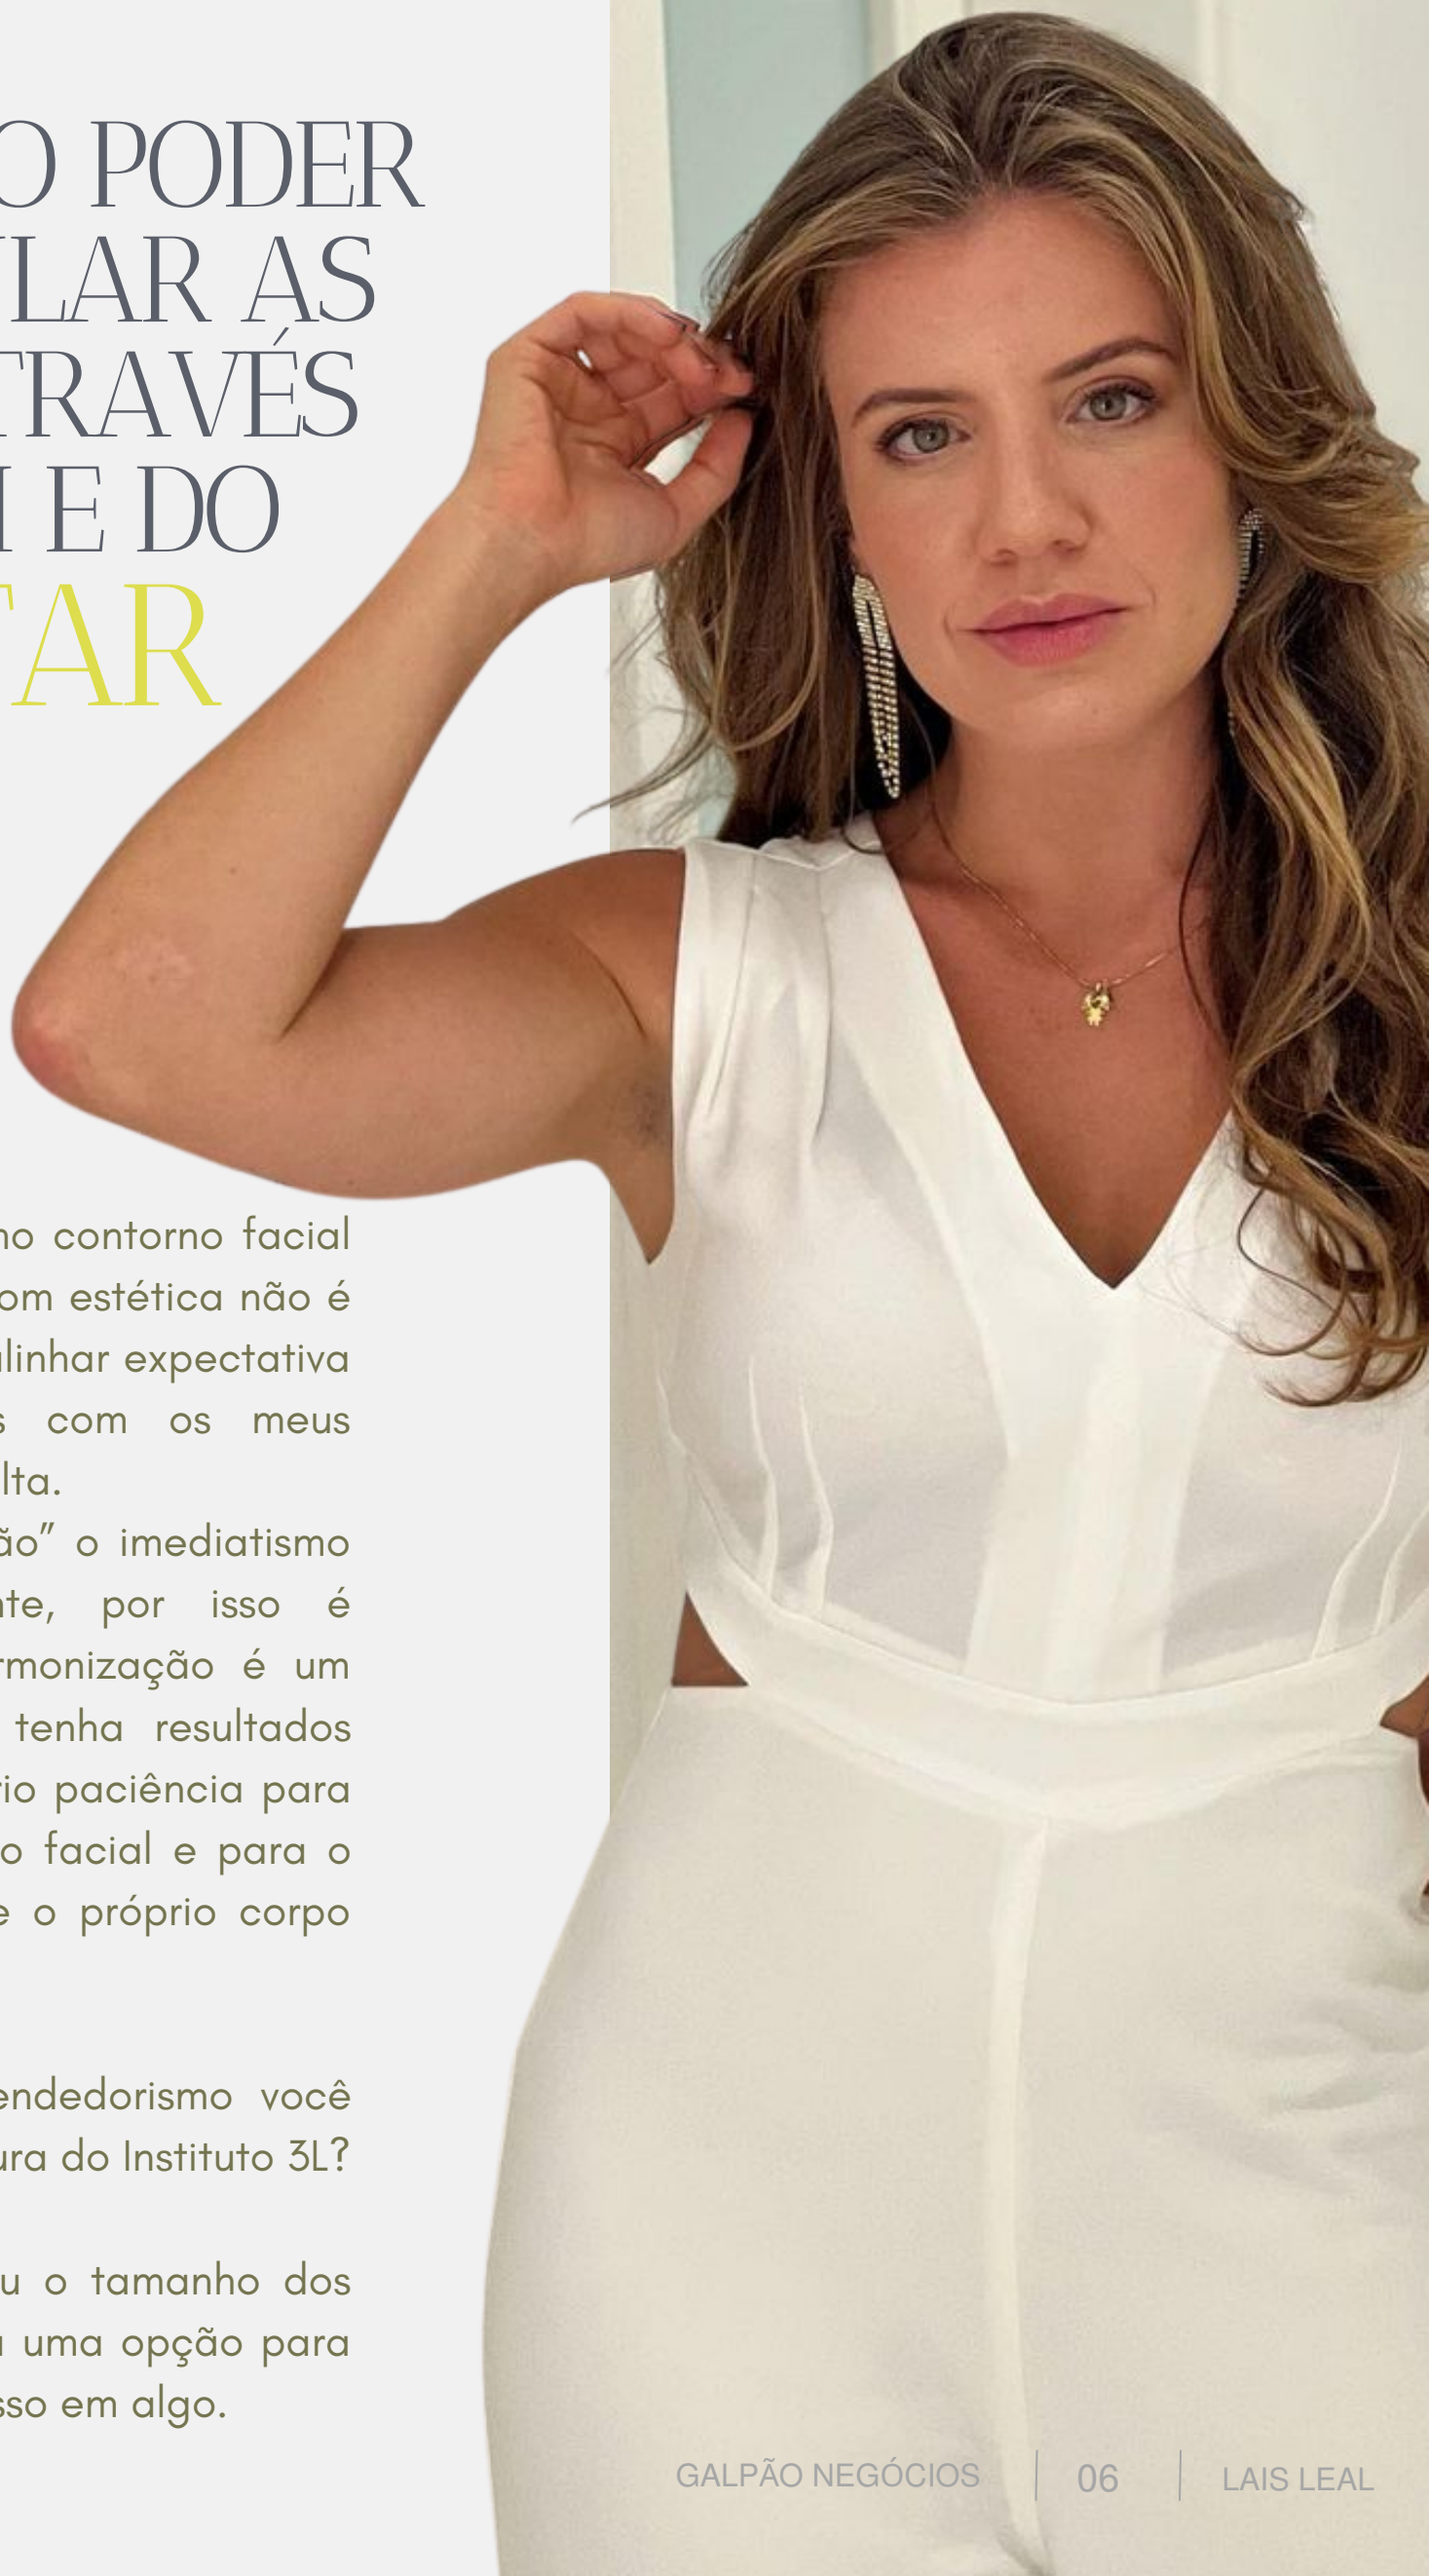 O PODER
LAR AS
TRAVÉS
E DO
TAR
no contorno facial
om estética não é
alinhar expectativa
s com os meus
lta.
ão” o imediatismo
nte, por isso é
rmonização é um
tenha resultados
rio paciência para
o facial e para o
e o próprio corpo
endedorismo você
ura do Instituto 3L?
u o tamanho dos
a uma opção para
sso em algo.
GALPÃO NEGÓCIOS | 06 | LAIS LEAL